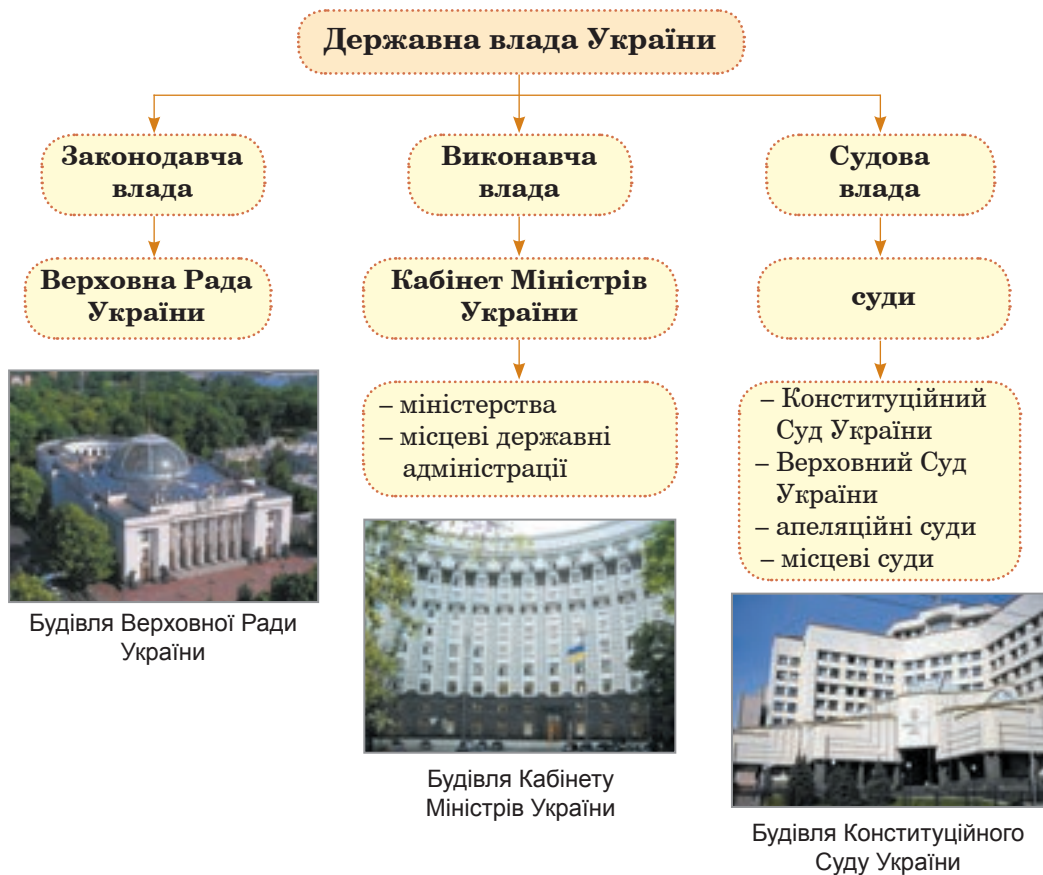 Державна влада України
Законодавча
влада
Верховна Рада
України
Будівля Верховної Ради
України
Виконавча
влада
Кабінет Міністрів
України
– міністерства
– місцеві державні
адміністрації
Будівля Кабінету
Міністрів України
Судова
влада
суди
– Конституційний
Суд України
– Верховний Суд
України
– апеляційні суди
– місцеві суди
Будівля Конституційного
Суду України